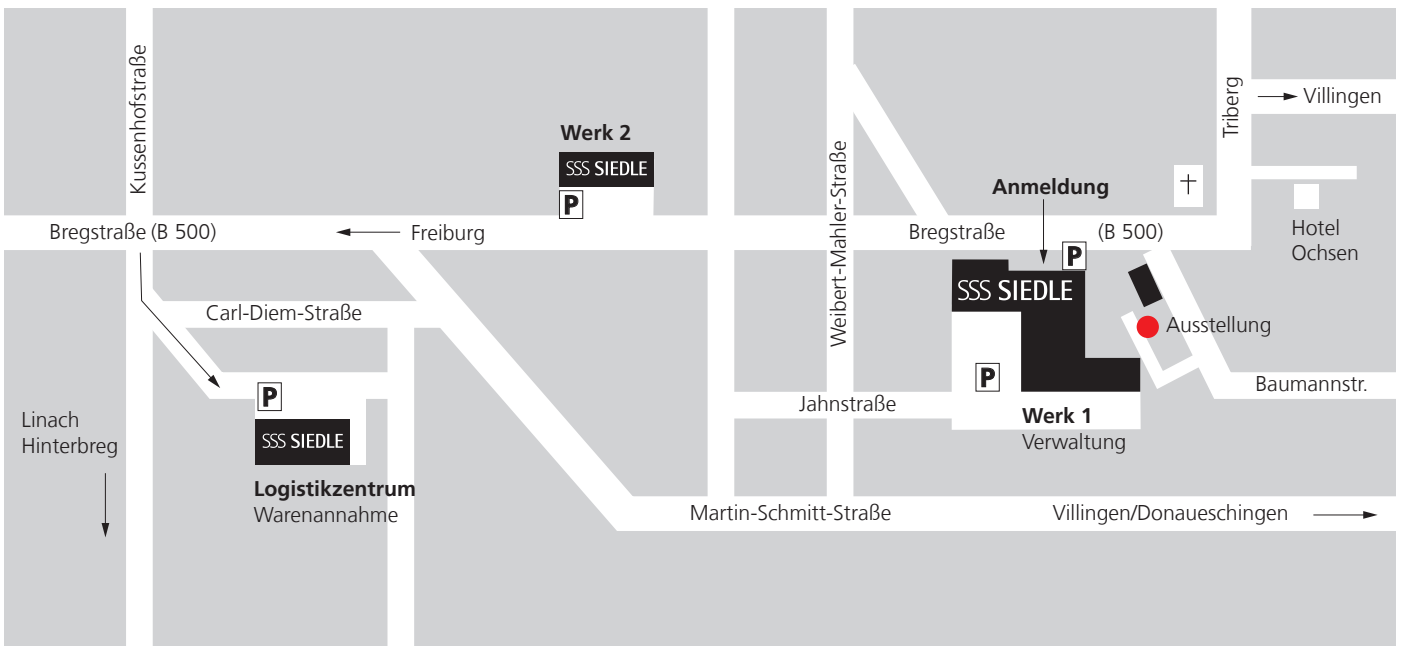 Kussenhofstraße
Triberg
Villingen
Werk 2
SSS SIEDLE
P
Weibert-Mahler-Straße
Anmeldung
Bregstraße (B 500)
Freiburg
Bregstraße
(B 500)
Hotel
Ochsen
P
SSS SIEDLE
Carl-Diem-Straße
Ausstellung
P
P
Baumannstr.
Jahnstraße
Werk 1
Verwaltung
Linach
Hinterbreg
SSS SIEDLE
Logistikzentrum
Warenannahme
Martin-Schmitt-Straße
Villingen/Donaueschingen